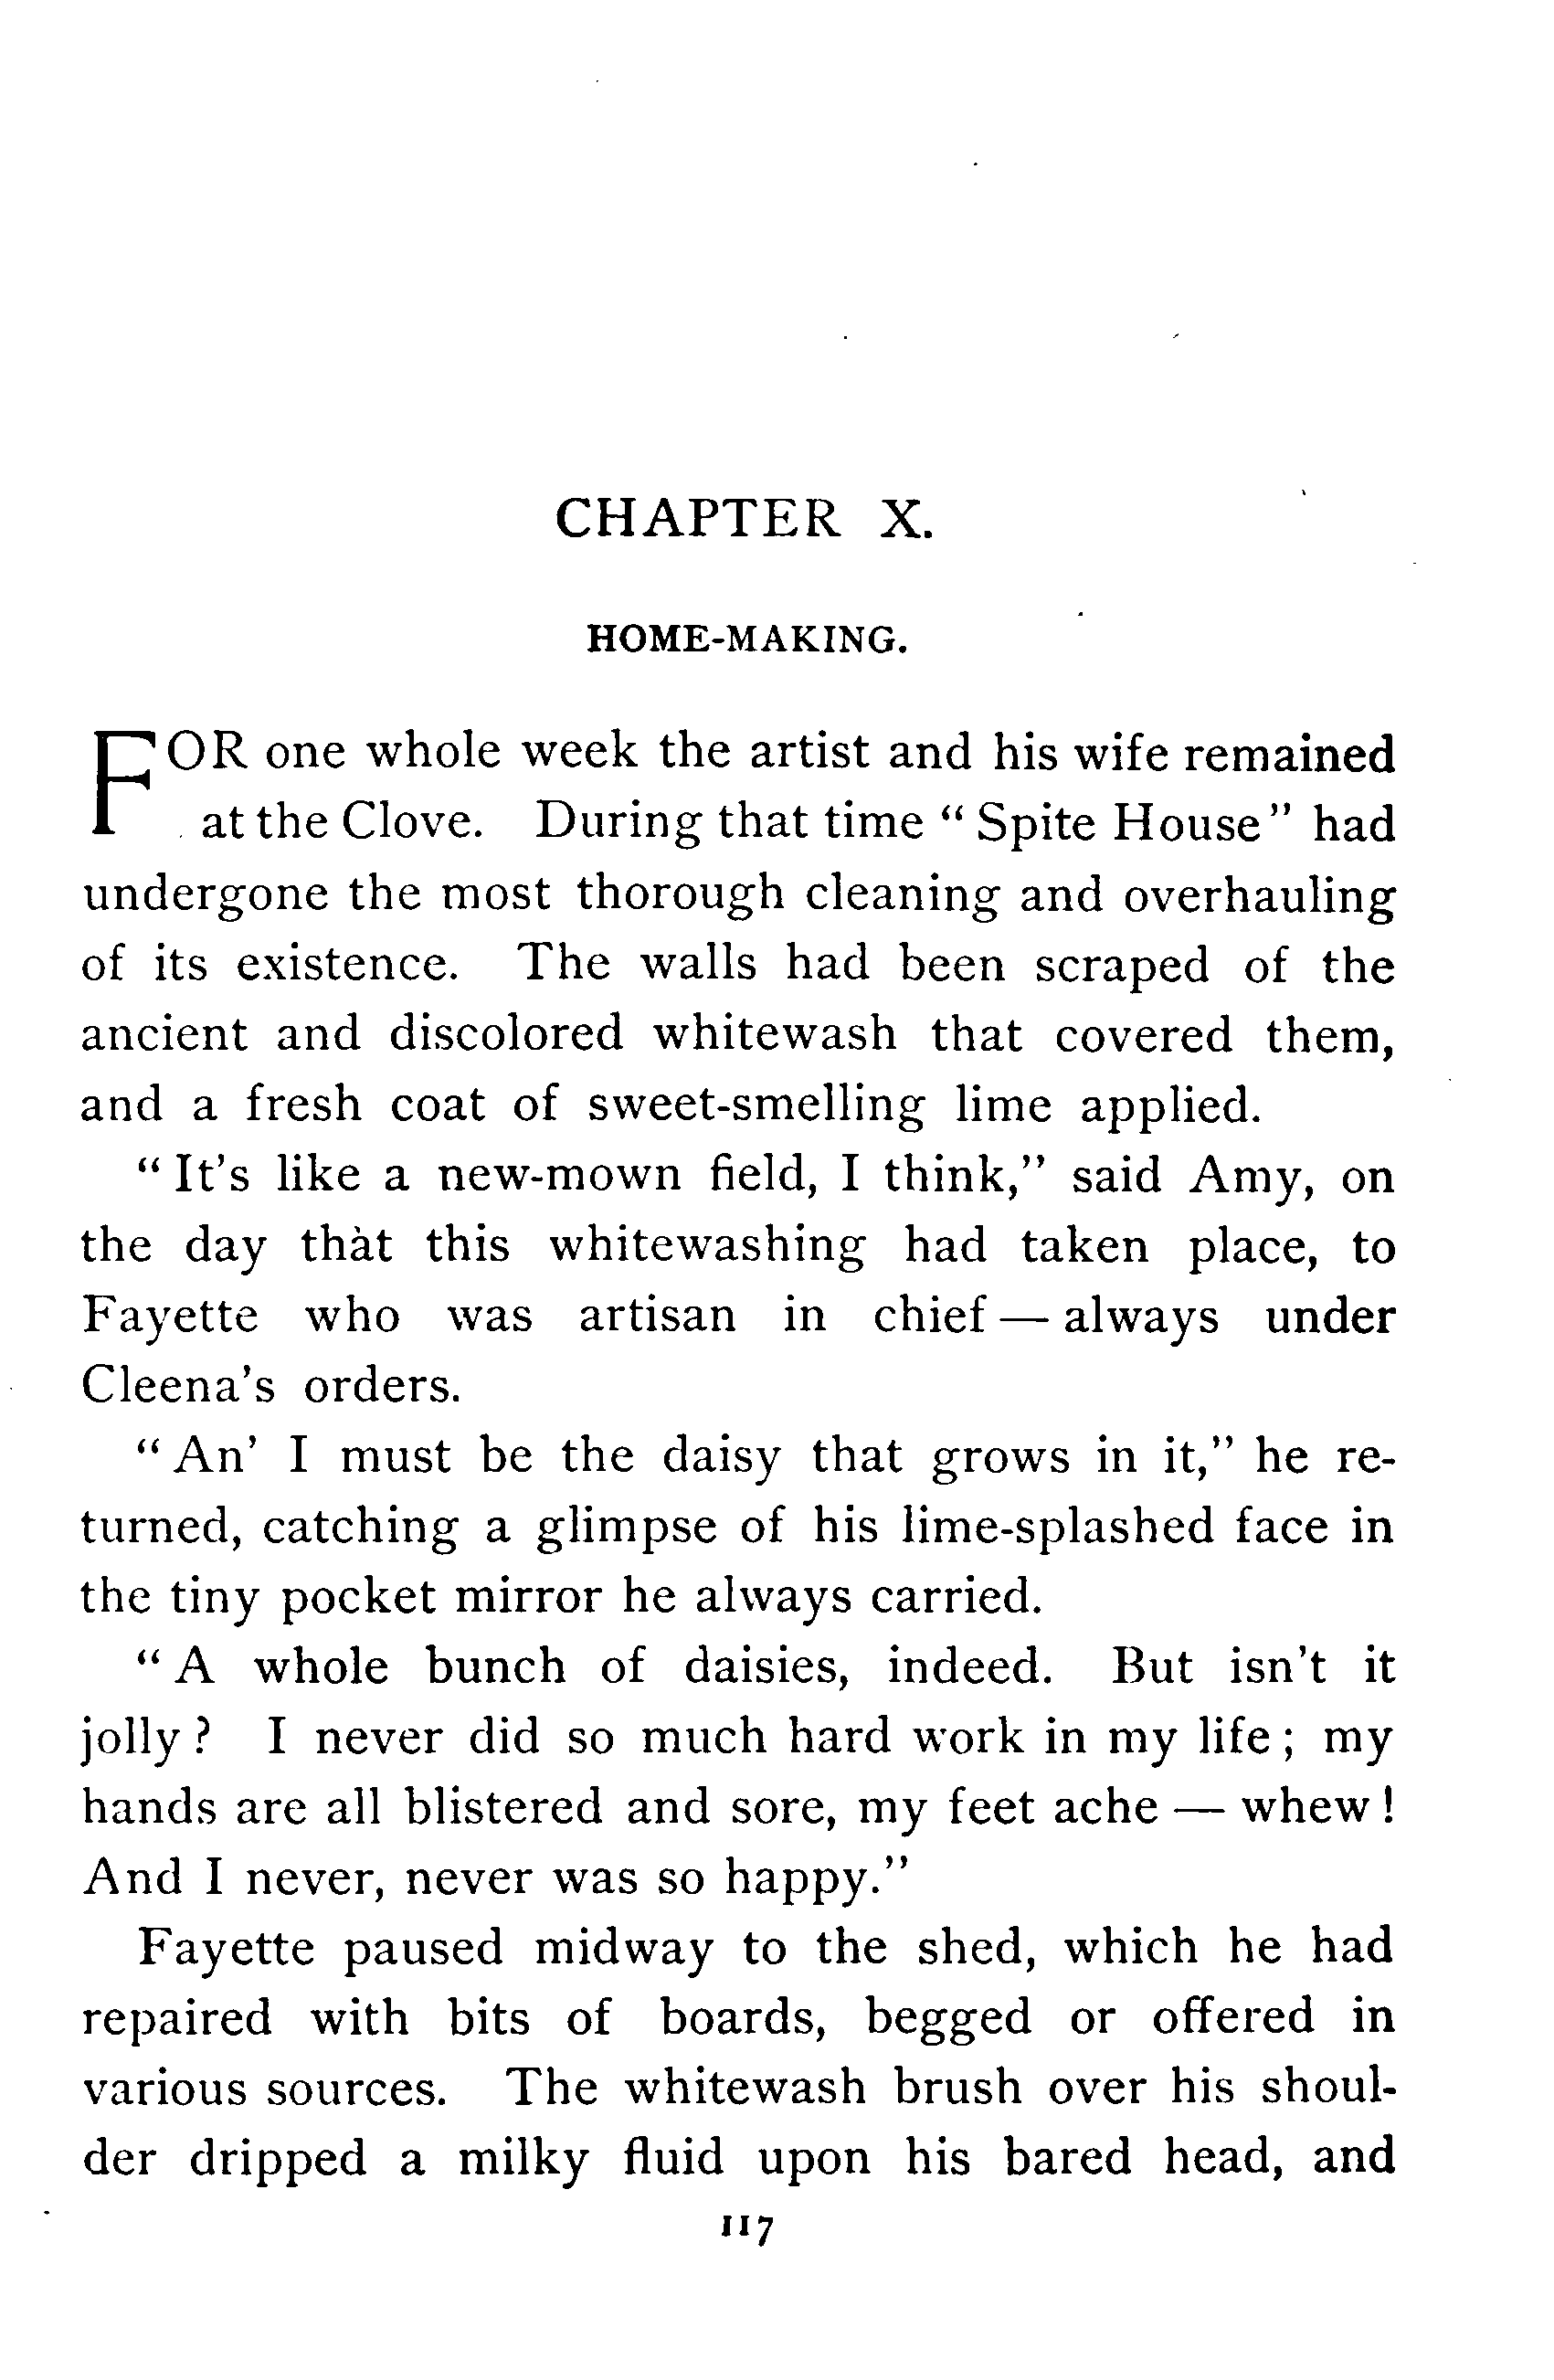 CHAPTER X.
HOME-MAKING.
FOR one whole week the artist and his wife remained
at the Clove. During that time “Spite House” had
undergone the most thorough cleaning and overhauling
of its existence. The walls had been scraped of the
ancient and discolored whitewash that covered them,
and a fresh coat of sweet-smelling lime applied.
“It’s like a new-mown field, I think,” said Amy, on
the day that this whitewashing had taken place, to
Fayette who was artisan in chief — always under
Cleena’s orders.
“An’ I must be the daisy that grows in it,” he re-
turned, catching a glimpse of his lime-splashed face in
the tiny pocket mirror he always carried.
“A whole bunch of daisies, indeed. But isn’t it
jolly? I never did so much hard work in my life; my
hands are all blistered and sore, my feet ache — whew!
And I never, never was so happy.”
Fayette paused midway to the shed, which he had
repaired with bits of boards, begged or offered in
various sources. The whitewash brush over his shoul-
der dripped a milky fluid upon his bared head, and
117